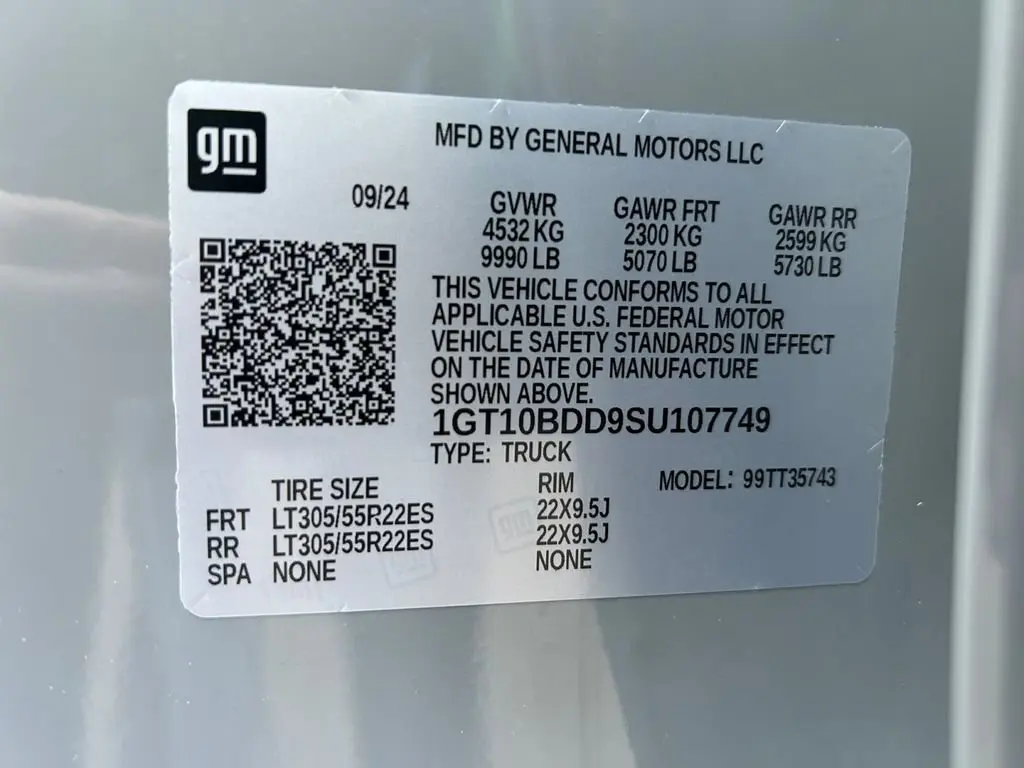 gm
MFD BY GENERAL MOTORS LLC
09/24
GVWR GAWR FRT GAWR RR
4532 KG 2300 KG 2599 KG
9990 LB 5070 LB 5730 LB
THIS VEHICLE CONFORMS TO ALL
APPLICABLE U.S. FEDERAL MOTOR
VEHICLE SAFETY STANDARDS IN EFFECT
ON THE DATE OF MANUFACTURE
SHOWN ABOVE.
1GT10BDD9SU107749
TYPE: TRUCK
TIRE SIZE RIM MODEL: 99TT35743
FRT LT305/55R22ES 22X9.5J
RR LT305/55R22ES 22X9.5J
SPA NONE NONE
gm